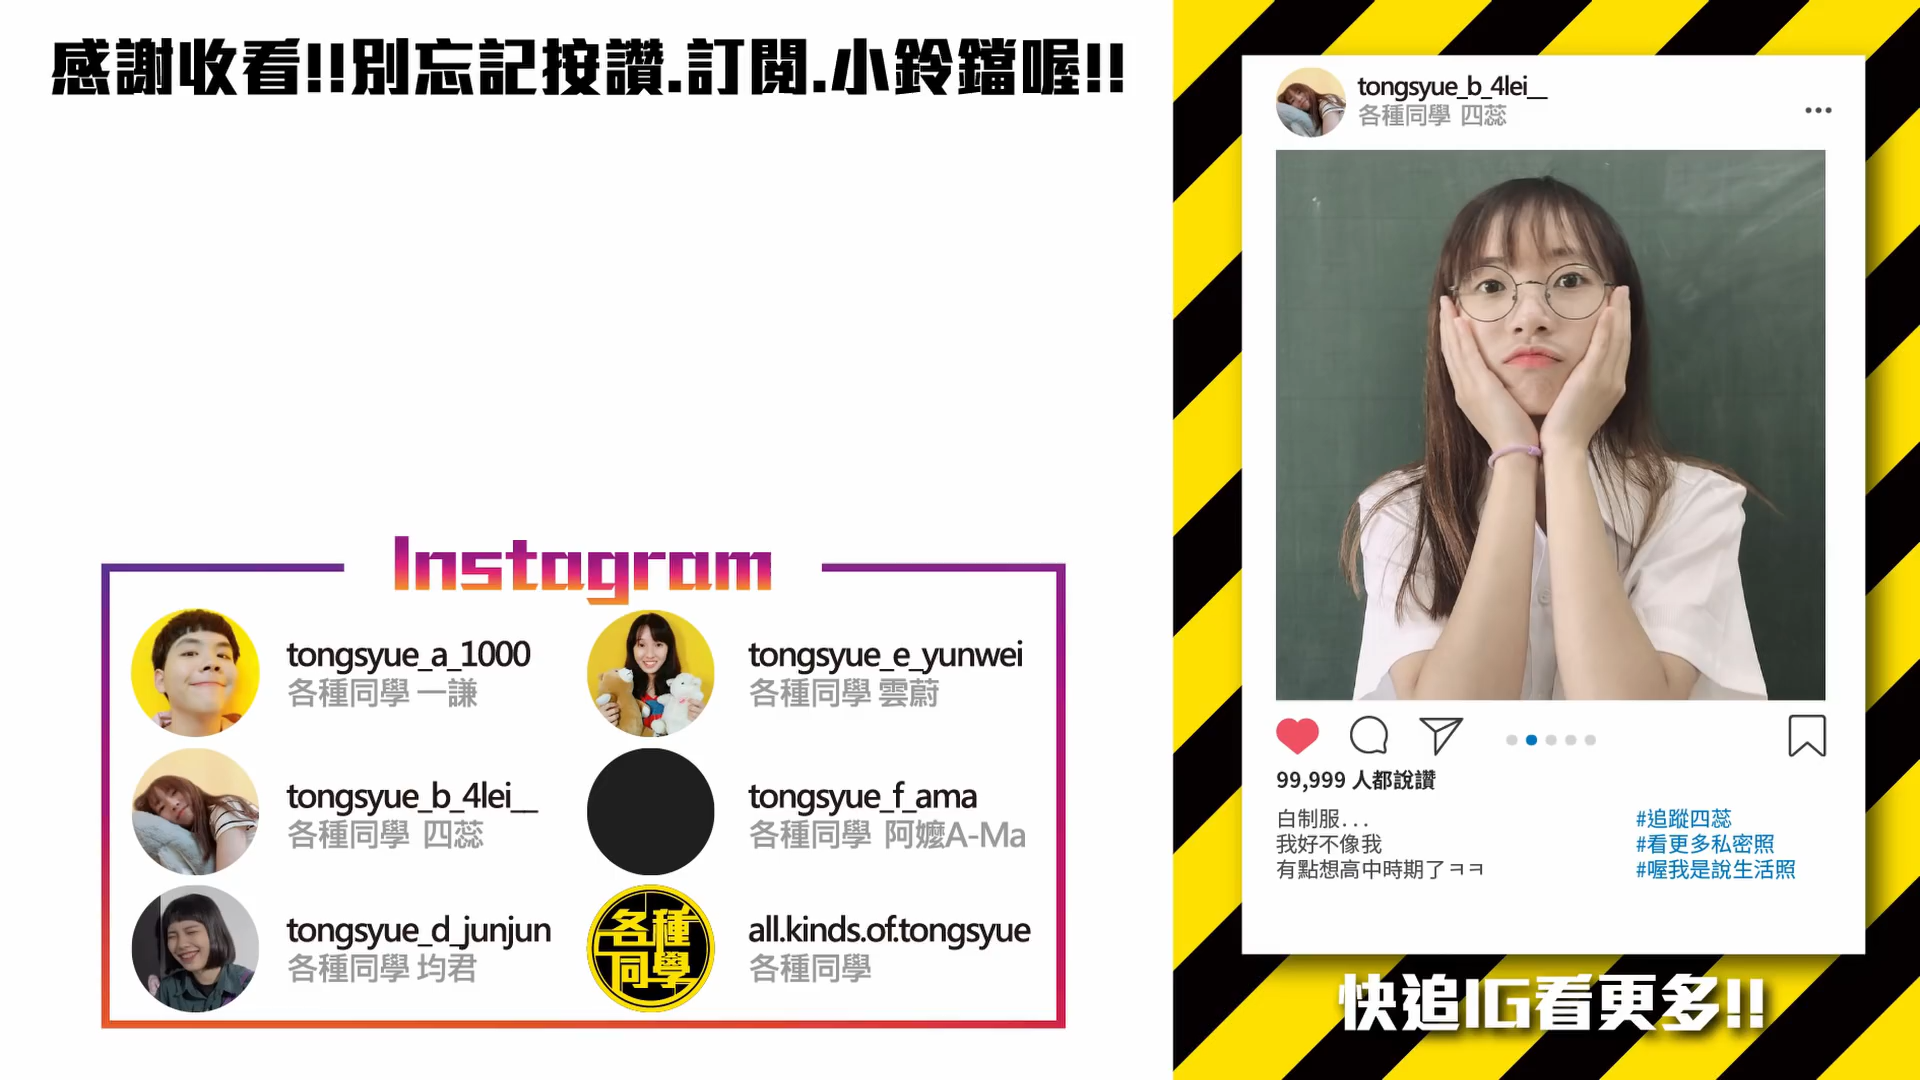 感謝收看!!別忘記按讚.訂閱.小鈴鐺喔!!
Instagram
tongsyue_a_1000
各種同學 一謙
tongsyue_b_4lei__
各種同學 四蕊
tongsyue_d_junjun
各種同學 均君
tongsyue_e_yunwei
各種同學 雲蔚
tongsyue_f_ama
各種同學 阿嬤A-Ma
各種
同學
all.kinds.of.tongsyue
各種同學
tongsyue_b_4lei__
各種同學 四蕊
99,999 人都說讚
白制服...
我好不像我
有點想高中時期了ㅋㅋ
#追蹤四蕊
#看更多私密照
#喔我是說生活照
快追IG看更多!!